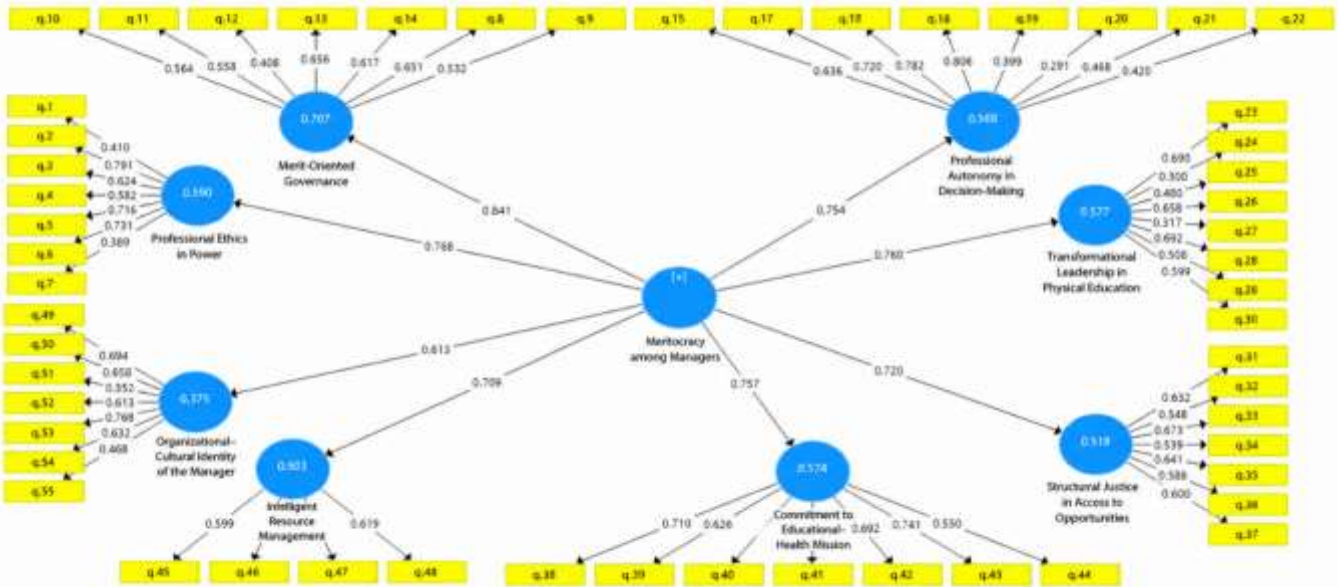 q.10
q.11
q.12
q.13
q.14
q.8
q.9
q.15
q.17
q.18
q.19
q.20
q.21
q.22
0.564
0.558
0.408
0.656
0.617
0.651
0.532
0.636
0.720
0.782
0.806
0.399
0.291
0.468
0.420
0.707
Merit-Oriented
Governance
Professional
Autonomy in
Decision-Making
q.1
q.2
q.3
q.4
q.5
q.6
q.7
0.410
0.791
0.624
0.582
0.716
0.731
0.389
0.590
Professional Ethics
in Power
0.841
0.754
0.768
0.760
q.23
q.24
q.25
q.26
q.27
q.28
q.30
0.690
0.300
0.480
0.658
0.317
0.692
0.508
0.599
0.577
Transformational
Leadership in
Physical Education
[+]
Meritocracy
among Managers
0.613
0.709
0.757
0.720
q.49
q.50
q.51
q.52
q.53
q.54
q.55
0.694
0.658
0.552
0.613
0.768
0.632
0.468
0.375
Organizational–
Cultural Identity
of the Manager
0.503
Intelligent
Resource
Management
0.599
0.619
q.45
q.46
q.47
q.48
0.574
Commitment to
Educational–
Health Mission
0.710
0.626
0.692
0.741
0.550
q.38
q.39
q.40
q.41
q.42
q.43
q.44
q.31
q.32
q.33
q.34
q.35
q.37
0.632
0.548
0.673
0.539
0.641
0.588
0.600
0.518
Structural Justice
in Access to
Opportunities